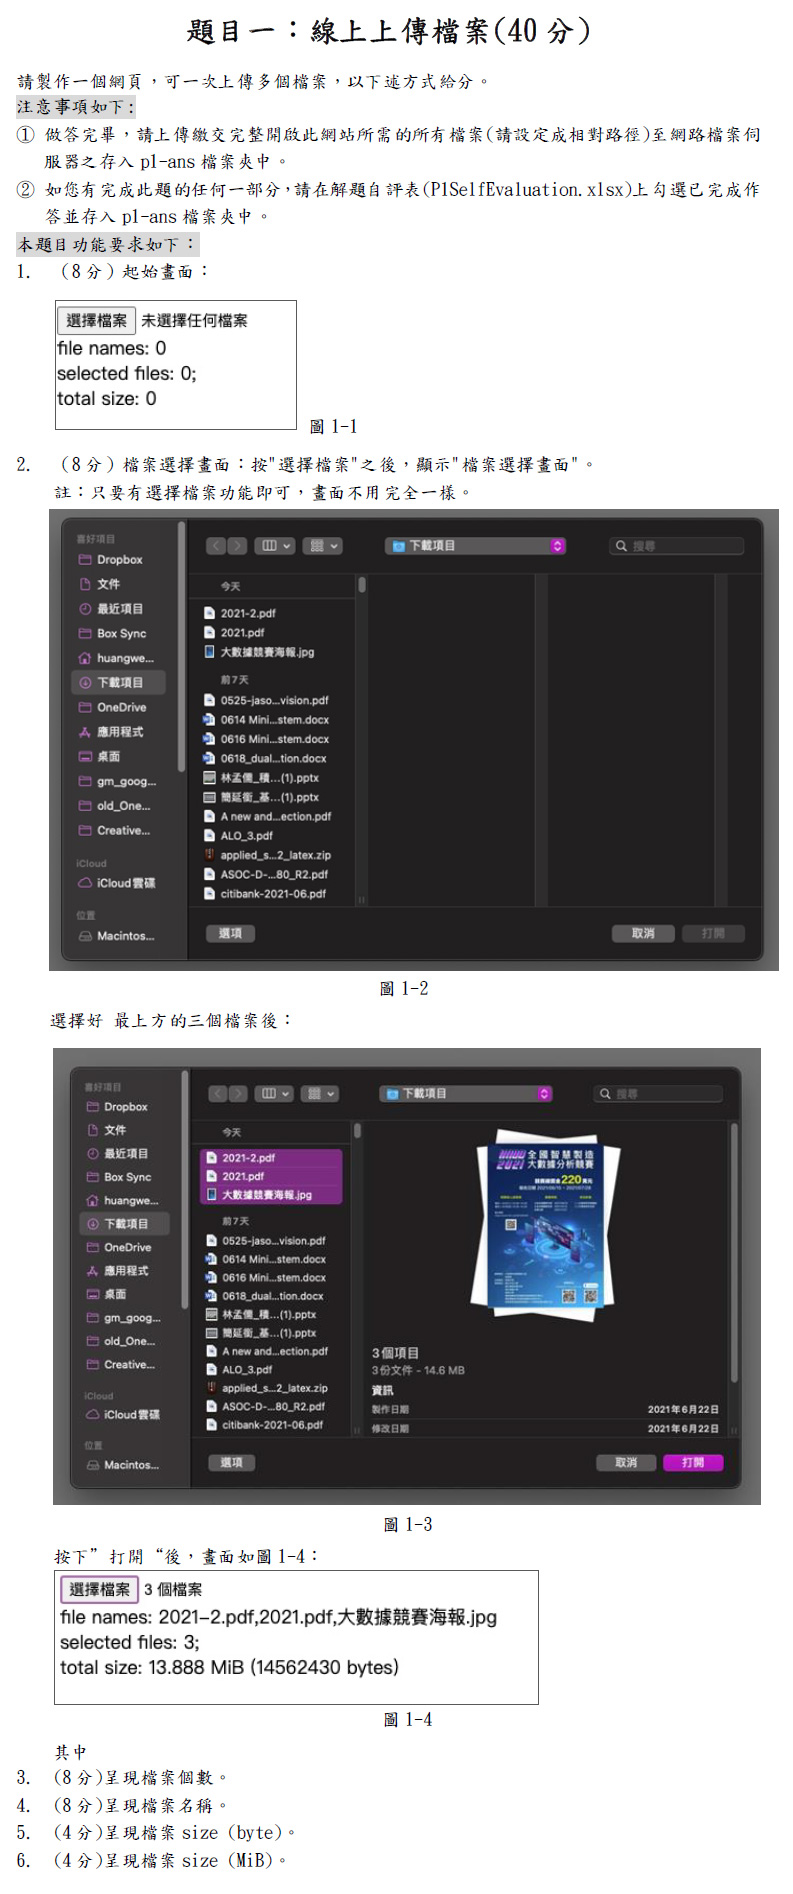 題目一：線上上傳檔案(40 分)
請製作一個網頁，可一次上傳多個檔案，以下述方式給分。
注意事項如下:
① 做答完畢，請上傳繳交完整開啟此網站所需的所有檔案(請設定成相對路徑)至網路檔案伺
服器之存入 p1-ans 檔案夾中。
② 如您有完成此題的任何一部分，請在解題自評表(P1SelfEvaluation.xlsx)上勾選已完成作
答並存入 p1-ans 檔案夾中。
本題目功能要求如下：
1. （8 分）起始畫面：
選擇檔案 未選擇任何檔案
file names: 0
selected files: 0;
total size: 0
圖 1-1
2. （8 分）檔案選擇畫面：按"選擇檔案"之後，顯示"檔案選擇畫面"。
註：只要有選擇檔案功能即可，畫面不用完全一樣。
喜好項目
Dropbox
文件
最近項目
Box Sync
huangwe...
下載項目
OneDrive
應用程式
桌面
gm_goog...
old_One...
Creative...
iCloud
iCloud雲碟
位置
Macintos...
下載項目
搜尋
今天
2021-2.pdf
2021.pdf
大數據競賽海報.jpg
前7天
0525-jaso...vision.pdf
0614 Mini...stem.docx
0616 Mini...stem.docx
0618_dual...tion.docx
林孟儒_積...(1).pptx
簡延衛_基...(1).pptx
A new and...ection.pdf
ALO_3.pdf
applied_s...2_latex.zip
ASOC-D-...80_R2.pdf
citibank-2021-06.pdf
選項
取消
打開
圖 1-2
選擇好 最上方的三個檔案後：
喜好項目
Dropbox
文件
最近項目
Box Sync
huangwe...
下載項目
OneDrive
應用程式
桌面
gm_goog...
old_One...
Creative...
iCloud
iCloud雲碟
位置
Macintos...
下載項目
搜尋
今天
2021-2.pdf
2021.pdf
大數據競賽海報.jpg
前7天
0525-jaso...vision.pdf
0614 Mini...stem.docx
0616 Mini...stem.docx
0618_dual...tion.docx
林孟儒_積...(1).pptx
簡延衛_基...(1).pptx
A new and...ection.pdf
ALO_3.pdf
applied_s...2_latex.zip
ASOC-D-...80_R2.pdf
citibank-2021-06.pdf
2021
全國智慧製造
大數據分析競賽
220
3個項目
3份文件 - 14.6 MB
資訊
製作日期 2021年6月22日
修改日期 2021年6月22日
選項
取消
打開
圖 1-3
按下”打開“後，畫面如圖 1-4：
選擇檔案 3 個檔案
file names: 2021-2.pdf,2021.pdf,大數據競賽海報.jpg
selected files: 3;
total size: 13.888 MiB (14562430 bytes)
圖 1-4
其中
3. (8 分)呈現檔案個數。
4. (8 分)呈現檔案名稱。
5. (4 分)呈現檔案 size (byte)。
6. (4 分)呈現檔案 size (MiB)。